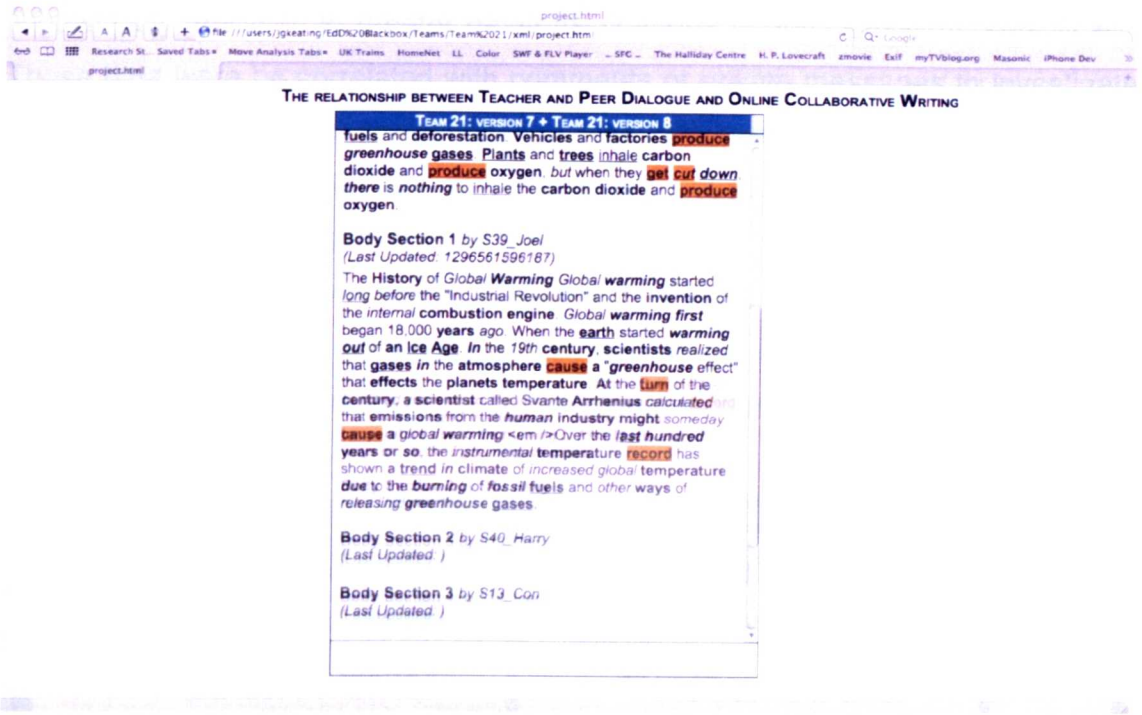 project.html
file ///users/jgkeating/EdD%20Blackbox/Teams/Team%2021/xml/project.html
Google
Research St... Saved Tabs Move Analysis Tabs UK Trains HomeNet LL Color SWF & FLV Player _ SFG _ The Halliday Centre H. P. Lovecraft zmovie Exif myTVblog.org Masonic iPhone Dev
project.html
THE RELATIONSHIP BETWEEN TEACHER AND PEER DIALOGUE AND ONLINE COLLABORATIVE WRITING
TEAM 21: VERSION 7 + TEAM 21: VERSION 8
fuels and deforestation. Vehicles and factories produce
greenhouse gases. Plants and trees inhale carbon
dioxide and produce oxygen, but when they get cut down,
there is nothing to inhale the carbon dioxide and produce
oxygen.
Body Section 1 by S39_Joel
(Last Updated: 1296561596187)
The History of Global Warming Global warming started
long before the "Industrial Revolution" and the invention of
the internal combustion engine. Global warming first
began 18,000 years ago. When the earth started warming
out of an Ice Age. In the 19th century, scientists realized
that gases in the atmosphere cause a "greenhouse effect"
that effects the planets temperature. At the turn of the
century, a scientist called Svante Arrhenius calculated
that emissions from the human industry might someday
cause a global warming <em />Over the last hundred
years or so, the instrumental temperature record has
shown a trend in climate of increased global temperature
due to the burning of fossil fuels and other ways of
releasing greenhouse gases.
Body Section 2 by S40_Harry
(Last Updated: )
Body Section 3 by S13_Con
(Last Updated: )